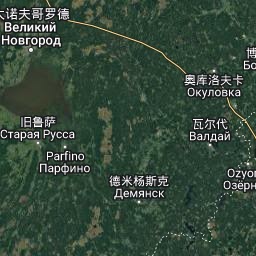 大诺夫哥罗德
Великий
Новгород
奥库洛夫卡
Окуловка
旧鲁萨
Старая Русса
瓦尔代
Валдай
Parfino
Парфино
德米杨斯克
Демянск